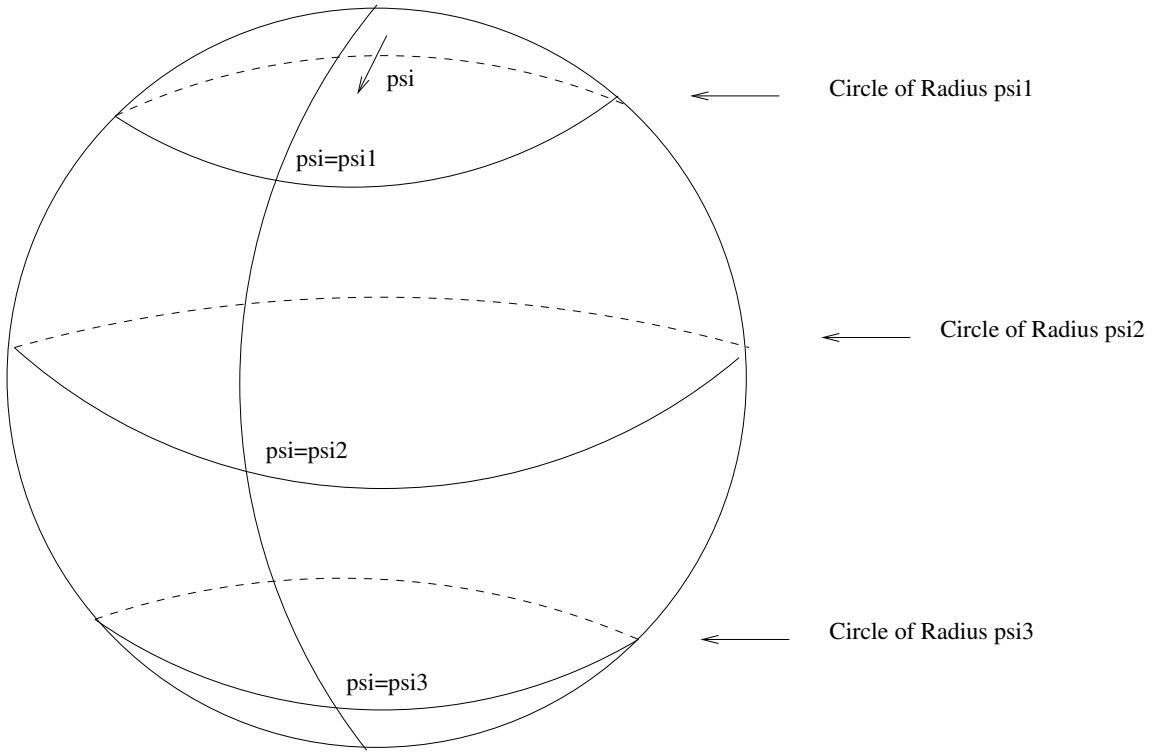 psi
Circle of Radius psi1
psi=psi1
Circle of Radius psi2
psi=psi2
Circle of Radius psi3
psi=psi3